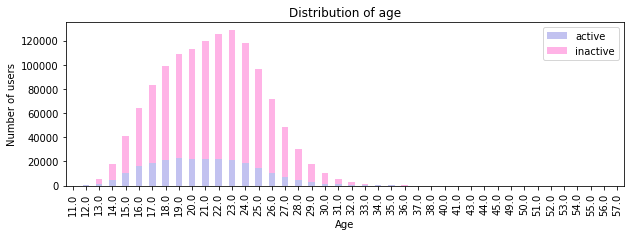 Distribution of age
active
inactive
Number of users
120000
100000
80000
60000
40000
20000
0
11.0 12.0 13.0 14.0 15.0 16.0 17.0 18.0 19.0 20.0 21.0 22.0 23.0 24.0 25.0 26.0 27.0 28.0 29.0 30.0 31.0 32.0 33.0 34.0 35.0 36.0 37.0 38.0 40.0 41.0 43.0 44.0 45.0 49.0 50.0 51.0 52.0 53.0 54.0 55.0 56.0 57.0
Age